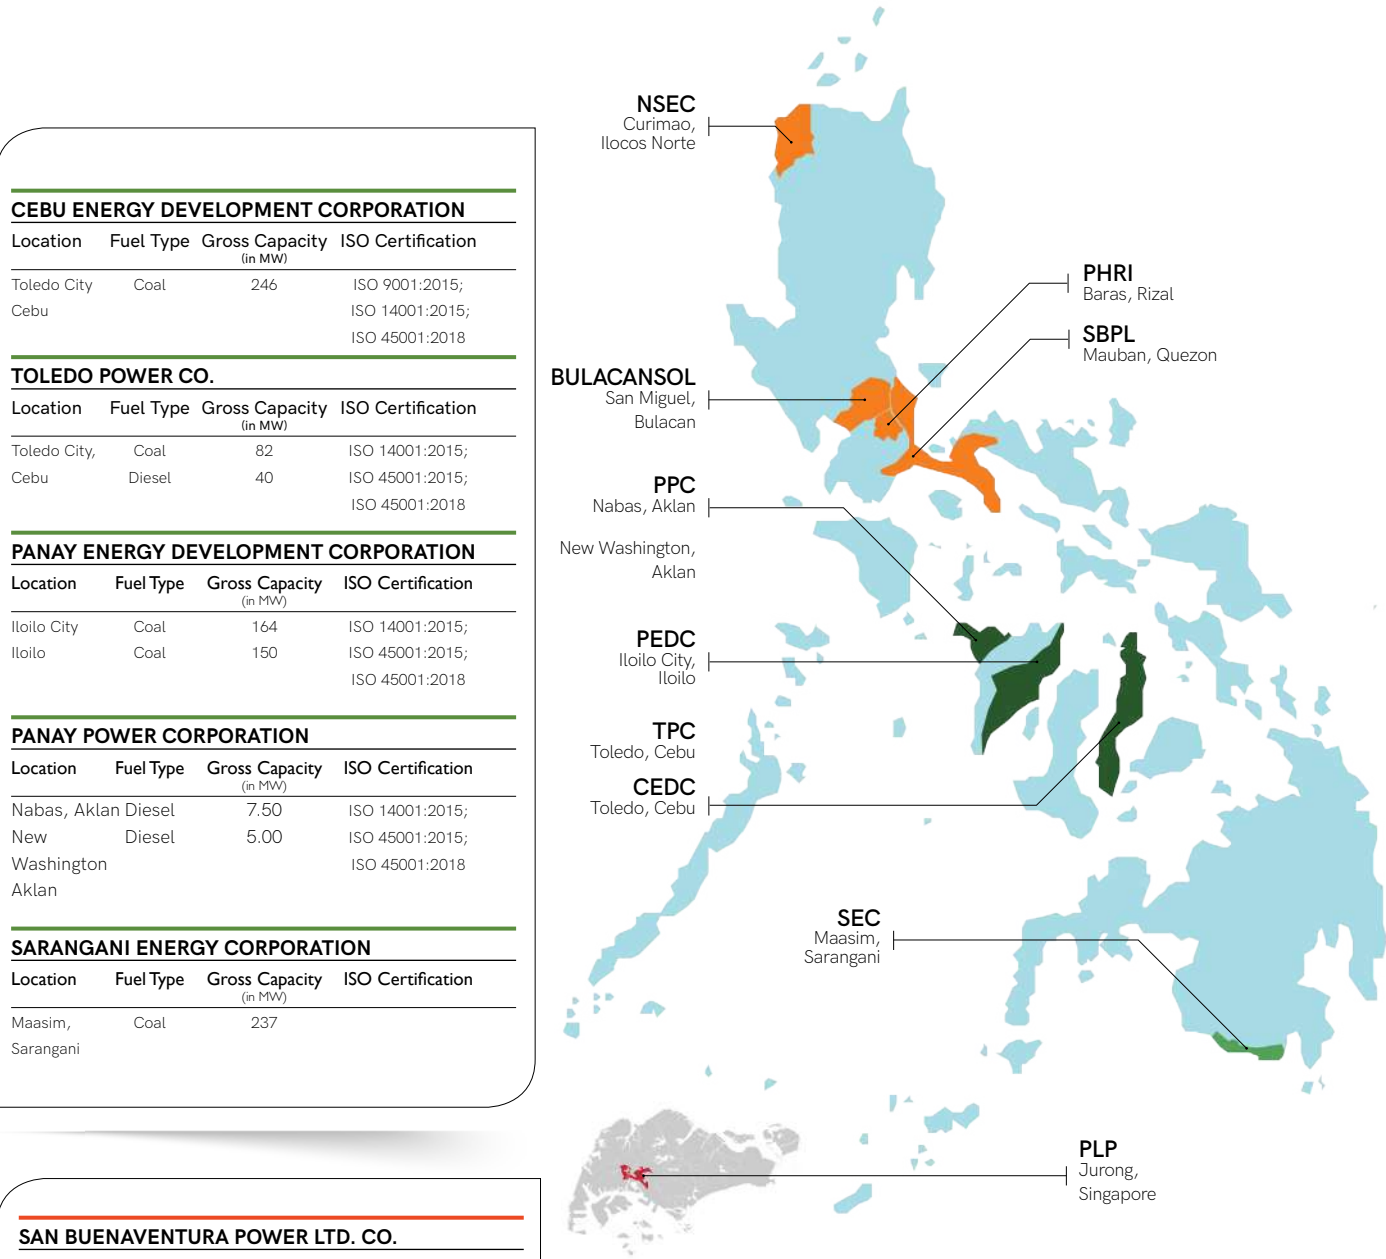 CEBU ENERGY DEVELOPMENT CORPORATION
Location Fuel Type Gross Capacity ISO Certification
(in MW)
Toledo City Coal 246 ISO 9001:2015;
Cebu ISO 14001:2015;
ISO 45001:2018
TOLEDO POWER CO.
Location Fuel Type Gross Capacity ISO Certification
(in MW)
Toledo City, Coal 82 ISO 14001:2015;
Cebu Diesel 40 ISO 45001:2015;
ISO 45001:2018
PANAY ENERGY DEVELOPMENT CORPORATION
Location Fuel Type Gross Capacity ISO Certification
(in MW)
Iloilo City Coal 164 ISO 14001:2015;
Iloilo Coal 150 ISO 45001:2015;
ISO 45001:2018
PANAY POWER CORPORATION
Location Fuel Type Gross Capacity ISO Certification
(in MW)
Nabas, Aklan Diesel 7.50 ISO 14001:2015;
New Diesel 5.00 ISO 45001:2015;
Washington ISO 45001:2018
Aklan
SARANGANI ENERGY CORPORATION
Location Fuel Type Gross Capacity ISO Certification
(in MW)
Maasim, Coal 237
Sarangani
SAN BUENAVENTURA POWER LTD. CO.
NSEC
Curimao,
Ilocos Norte
PHRI
Baras, Rizal
SBPL
Mauban, Quezon
BULACANSOL
San Miguel,
Bulacan
PPC
Nabas, Aklan
New Washington,
Aklan
PEDC
Iloilo City,
Iloilo
TPC
Toledo, Cebu
CEDC
Toledo, Cebu
SEC
Maasim,
Sarangani
PLP
Jurong,
Singapore